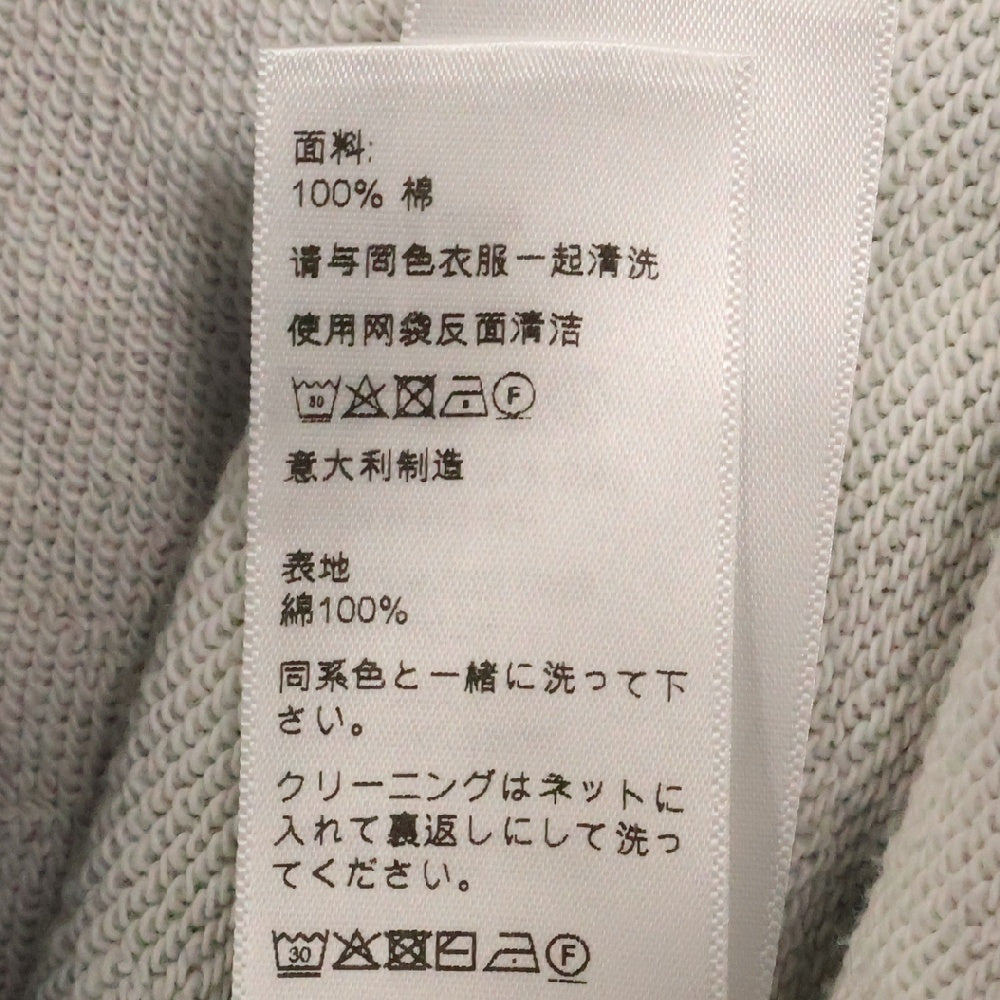 面料:
100% 棉
请与同色衣服一起清洗
使用网袋反面清洁
30 F
意大利制造
表地
綿100%
同系色と一緒に洗って下
さい。
クリーニングはネットに
入れて裏返しにして洗っ
てください。
30 F